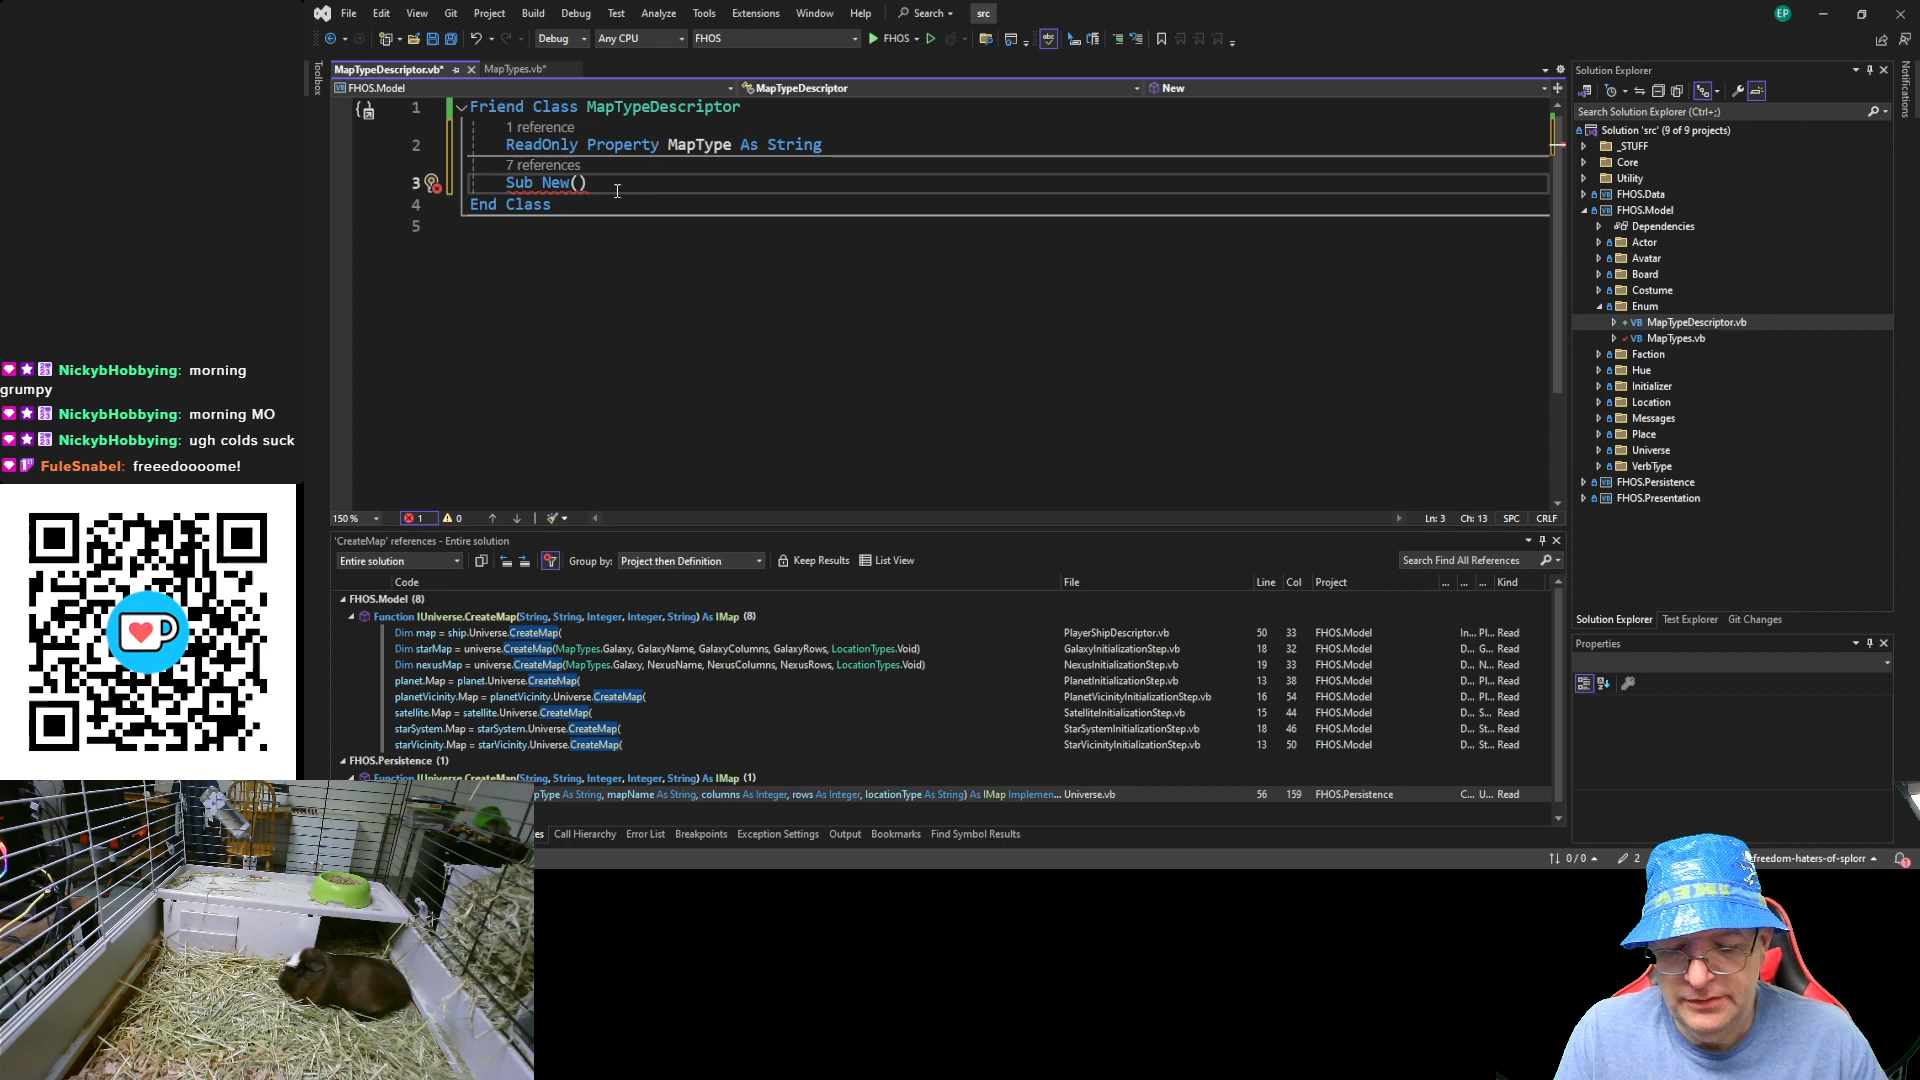 File Edit View Git Project Build Debug Test Analyze Tools Extensions Window Help Search src EP
Debug Any CPU FHOS FHOS
MapTypeDescriptor.vb* MapTypes.vb*
FHOS.Model MapTypeDescriptor New
Toolbox
Notifications
1 Friend Class MapTypeDescriptor
1 reference
2 ReadOnly Property MapType As String
7 references
3 Sub New()
4 End Class
5
150 % 1 0 Ln: 3 Ch: 13 SPC CRLF
Solution Explorer
Search Solution Explorer (Ctrl+;)
Solution 'src' (9 of 9 projects)
_STUFF
Core
Utility
FHOS.Data
FHOS.Model
Dependencies
Actor
Avatar
Board
Costume
Enum
MapTypeDescriptor.vb
MapTypes.vb
Faction
Hue
Initializer
Location
Messages
Place
Universe
VerbType
FHOS.Persistence
FHOS.Presentation
Solution Explorer Test Explorer Git Changes
Properties
NickybHobbying: morning
grumpy
NickybHobbying: morning MO
NickybHobbying: ugh colds suck
FuleSnabel: freeedoooome!
'CreateMap' references - Entire solution
Entire solution Group by: Project then Definition Keep Results List View Search Find All References
Code File Line Col Project ... ... ... Kind
FHOS.Model (8)
Function IUniverse.CreateMap(String, String, Integer, Integer, String) As IMap (8)
Dim map = ship.Universe.CreateMap( PlayerShipDescriptor.vb 50 33 FHOS.Model In... Pl... Read
Dim starMap = universe.CreateMap(MapTypes.Galaxy, GalaxyName, GalaxyColumns, GalaxyRows, LocationTypes.Void) GalaxyInitializationStep.vb 18 32 FHOS.Model D... G... Read
Dim nexusMap = universe.CreateMap(MapTypes.Galaxy, NexusName, NexusColumns, NexusRows, LocationTypes.Void) NexusInitializationStep.vb 19 33 FHOS.Model D... N... Read
planet.Map = planet.Universe.CreateMap( PlanetInitializationStep.vb 13 38 FHOS.Model D... Pl... Read
planetVicinity.Map = planetVicinity.Universe.CreateMap( PlanetVicinityInitializationStep.vb 16 54 FHOS.Model D... Pl... Read
satellite.Map = satellite.Universe.CreateMap( SatelliteInitializationStep.vb 15 44 FHOS.Model D... S... Read
starSystem.Map = starSystem.Universe.CreateMap( StarSystemInitializationStep.vb 18 46 FHOS.Model D... St... Read
starVicinity.Map = starVicinity.Universe.CreateMap( StarVicinityInitializationStep.vb 13 50 FHOS.Model D... St... Read
FHOS.Persistence (1)
Function IUniverse.CreateMap(String, String, Integer, Integer, String) As IMap (1)
pType As String, mapName As String, columns As Integer, rows As Integer, locationType As String) As IMap Implemen... Universe.vb 56 159 FHOS.Persistence C... U... Read
es Call Hierarchy Error List Breakpoints Exception Settings Output Bookmarks Find Symbol Results
0 / 0 2 freedom-haters-of-splorr